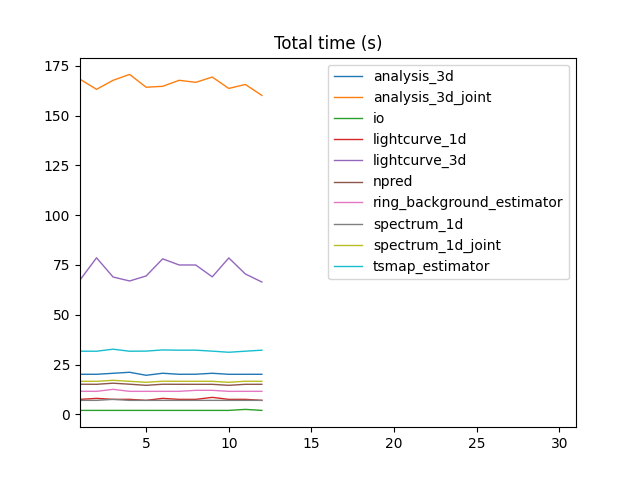 Total time (s)
175
150
125
100
75
50
25
0
5
10
15
20
25
30
analysis_3d
analysis_3d_joint
io
lightcurve_1d
lightcurve_3d
npred
ring_background_estimator
spectrum_1d
spectrum_1d_joint
tsmap_estimator